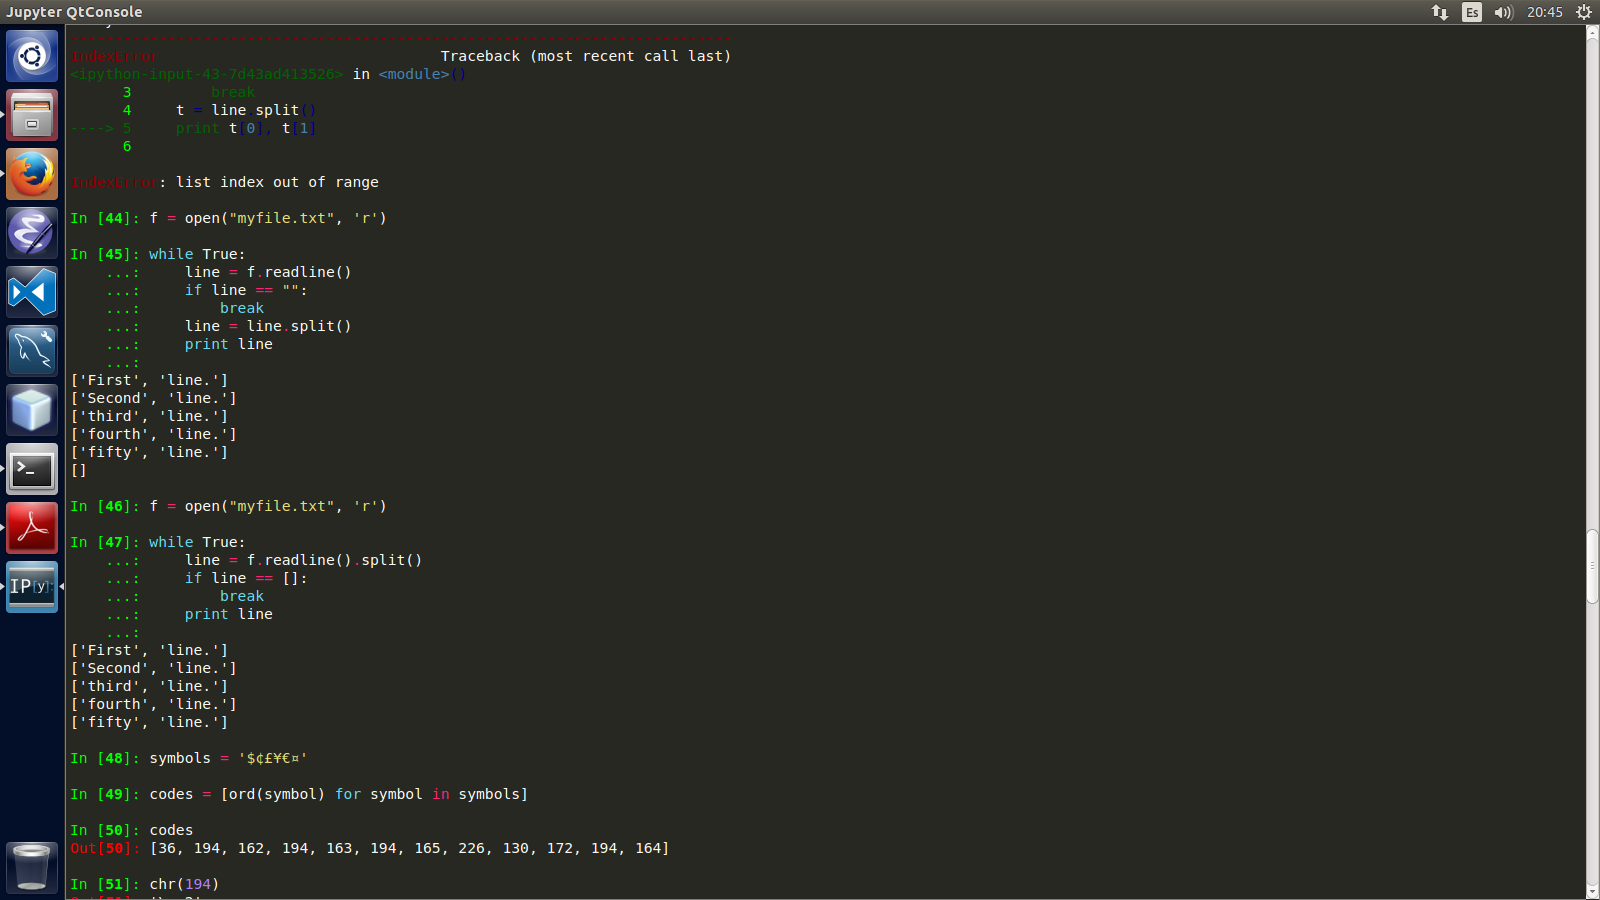 Jupyter QtConsole
Es
20:45
---------------------------------------------------------------------------
IndexError                                Traceback (most recent call last)
<ipython-input-43-7d43ad413526> in <module>()
      3         break
      4     t = line.split()
----> 5     print t[0], t[1]
      6

IndexError: list index out of range

In [44]: f = open("myfile.txt", 'r')

In [45]: while True:
    ...:     line = f.readline()
    ...:     if line == "":
    ...:         break
    ...:     line = line.split()
    ...:     print line
    ...:
['First', 'line.']
['Second', 'line.']
['third', 'line.']
['fourth', 'line.']
['fifty', 'line.']
[]

In [46]: f = open("myfile.txt", 'r')

In [47]: while True:
    ...:     line = f.readline().split()
    ...:     if line == []:
    ...:         break
    ...:     print line
    ...:
['First', 'line.']
['Second', 'line.']
['third', 'line.']
['fourth', 'line.']
['fifty', 'line.']

In [48]: symbols = '$¢£¥€¤'

In [49]: codes = [ord(symbol) for symbol in symbols]

In [50]: codes
Out[50]: [36, 194, 162, 194, 163, 194, 165, 226, 130, 172, 194, 164]

In [51]: chr(194)
IP[y]: